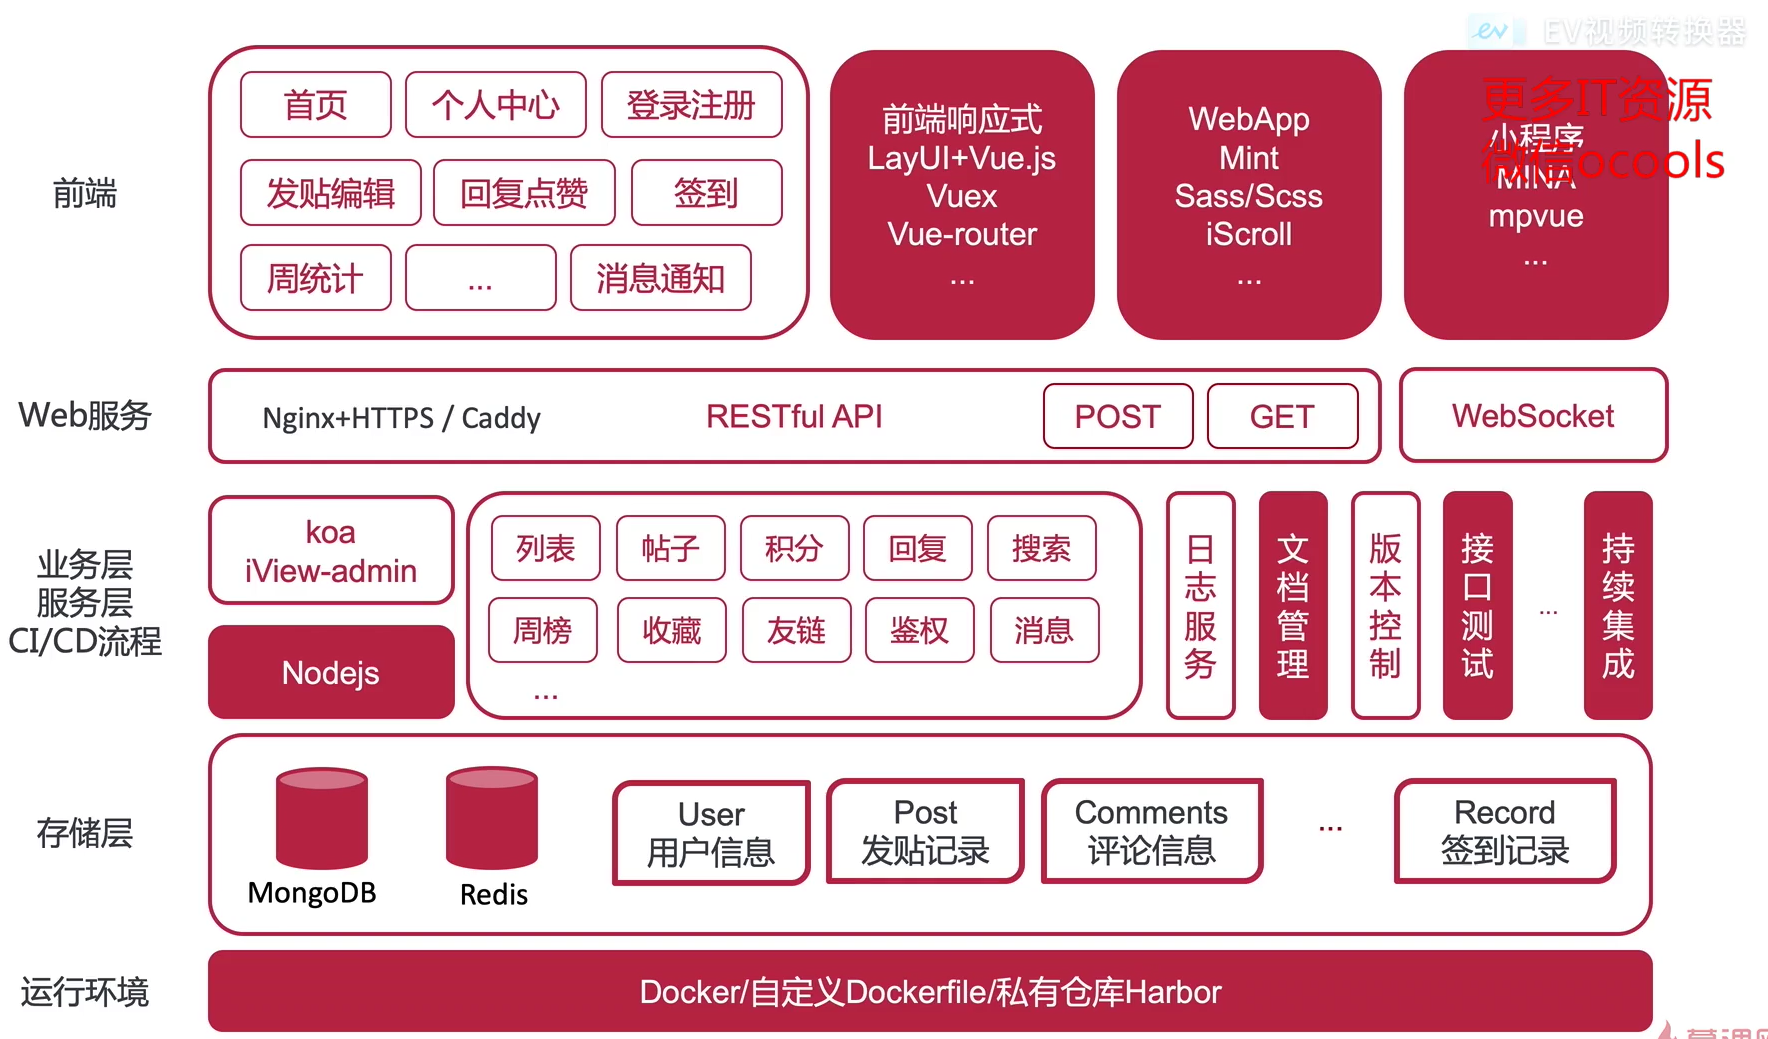 EV视频转换器
更多IT资源
微信ocools
前端
首页
个人中心
登录注册
发贴编辑
回复点赞
签到
周统计
...
消息通知
前端响应式
LayUI+Vue.js
Vuex
Vue-router
...
WebApp
Mint
Sass/Scss
iScroll
...
小程序
MINA
mpvue
...
Web服务
Nginx+HTTPS / Caddy
RESTful API
POST
GET
WebSocket
业务层
服务层
CI/CD流程
koa
iView-admin
Nodejs
列表
帖子
积分
回复
搜索
周榜
收藏
友链
鉴权
消息
...
日志服务
文档管理
版本控制
接口测试
...
持续集成
存储层
MongoDB
Redis
User
用户信息
Post
发贴记录
Comments
评论信息
...
Record
签到记录
运行环境
Docker/自定义Dockerfile/私有仓库Harbor